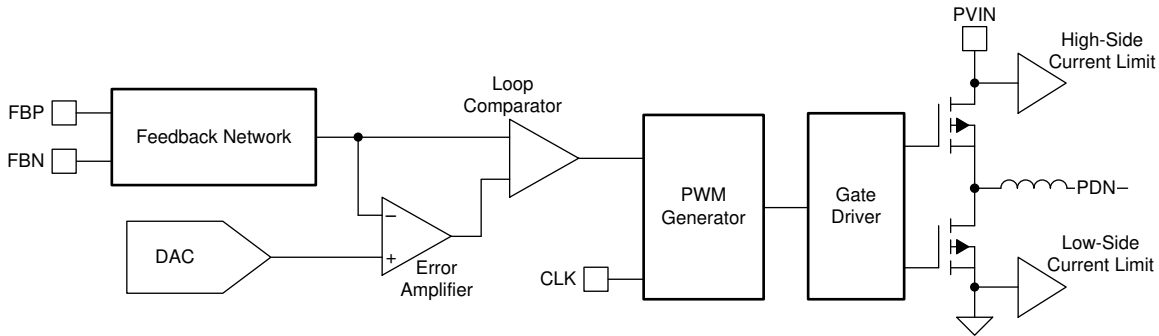 PVIN
High-Side
Current Limit
Loop
Comparator
FBP
Feedback Network
FBN
PWM
Generator
Gate
Driver
PDN
DAC
−
+
Error
Amplifier
CLK
Low-Side
Current Limit